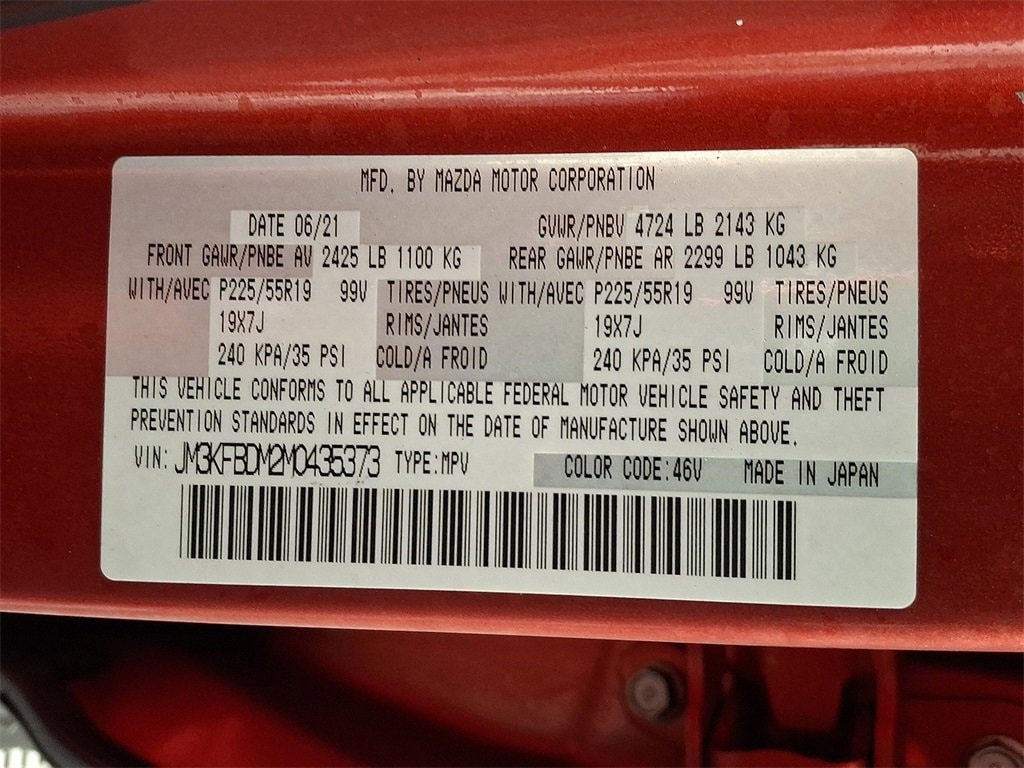 MFD. BY MAZDA MOTOR CORPORATION
DATE 06/21 GVWR/PNBV 4724 LB 2143 KG
FRONT GAWR/PNBE AV 2425 LB 1100 KG REAR GAWR/PNBE AR 2299 LB 1043 KG
WITH/AVEC P225/55R19 99V TIRES/PNEUS WITH/AVEC P225/55R19 99V TIRES/PNEUS
19X7J RIMS/JANTES 19X7J RIMS/JANTES
240 KPA/35 PSI COLD/A FROID 240 KPA/35 PSI COLD/A FROID
THIS VEHICLE CONFORMS TO ALL APPLICABLE FEDERAL MOTOR VEHICLE SAFETY AND THEFT
PREVENTION STANDARDS IN EFFECT ON THE DATE OF MANUFACTURE SHOWN ABOVE.
VIN: JM3KFBDM2M0435373 TYPE:MPV COLOR CODE:46V MADE IN JAPAN